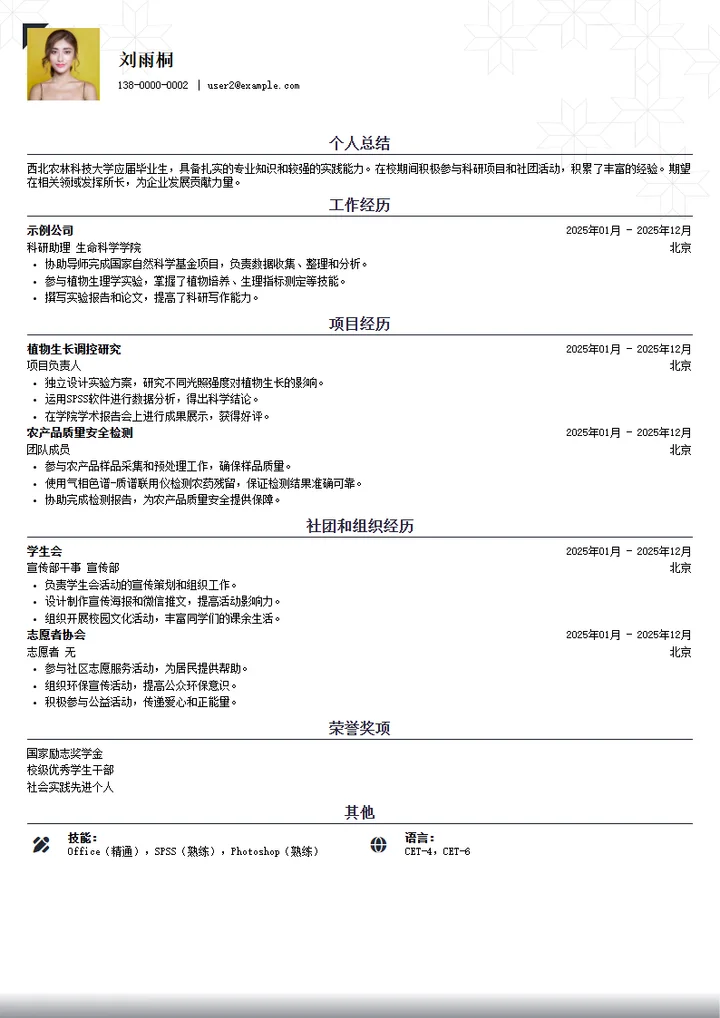 刘雨桐
138-0000-0002 | user2@example.com
个人总结
西北农林科技大学应届毕业生，具备扎实的专业知识和较强的实践能力。在校期间积极参与科研项目和社团活动，积累了丰富的经验。期望
在相关领域发挥所长，为企业发展贡献力量。
工作经历
示例公司 2025年01月 - 2025年12月
科研助理 生命科学学院 北京
• 协助导师完成国家自然科学基金项目，负责数据收集、整理和分析。
• 参与植物生理学实验，掌握了植物培养、生理指标测定等技能。
• 撰写实验报告和论文，提高了科研写作能力。
项目经历
植物生长调控研究 2025年01月 - 2025年12月
项目负责人 北京
• 独立设计实验方案，研究不同光照强度对植物生长的影响。
• 运用SPSS软件进行数据分析，得出科学结论。
• 在学院学术报告会上进行成果展示，获得好评。
农产品质量安全检测 2025年01月 - 2025年12月
团队成员 北京
• 参与农产品样品采集和预处理工作，确保样品质量。
• 使用气相色谱-质谱联用仪检测农药残留，保证检测结果准确可靠。
• 协助完成检测报告，为农产品质量安全提供保障。
社团和组织经历
学生会 2025年01月 - 2025年12月
宣传部干事 宣传部 北京
• 负责学生会活动的宣传策划和组织工作。
• 设计制作宣传海报和微信推文，提高活动影响力。
• 组织开展校园文化活动，丰富同学们的课余生活。
志愿者协会 2025年01月 - 2025年12月
志愿者 无 北京
• 参与社区志愿服务活动，为居民提供帮助。
• 组织环保宣传活动，提高公众环保意识。
• 积极参与公益活动，传递爱心和正能量。
荣誉奖项
国家励志奖学金
校级优秀学生干部
社会实践先进个人
其他
技能： 语言：
Office（精通），SPSS（熟练），Photoshop（熟练） CET-4，CET-6